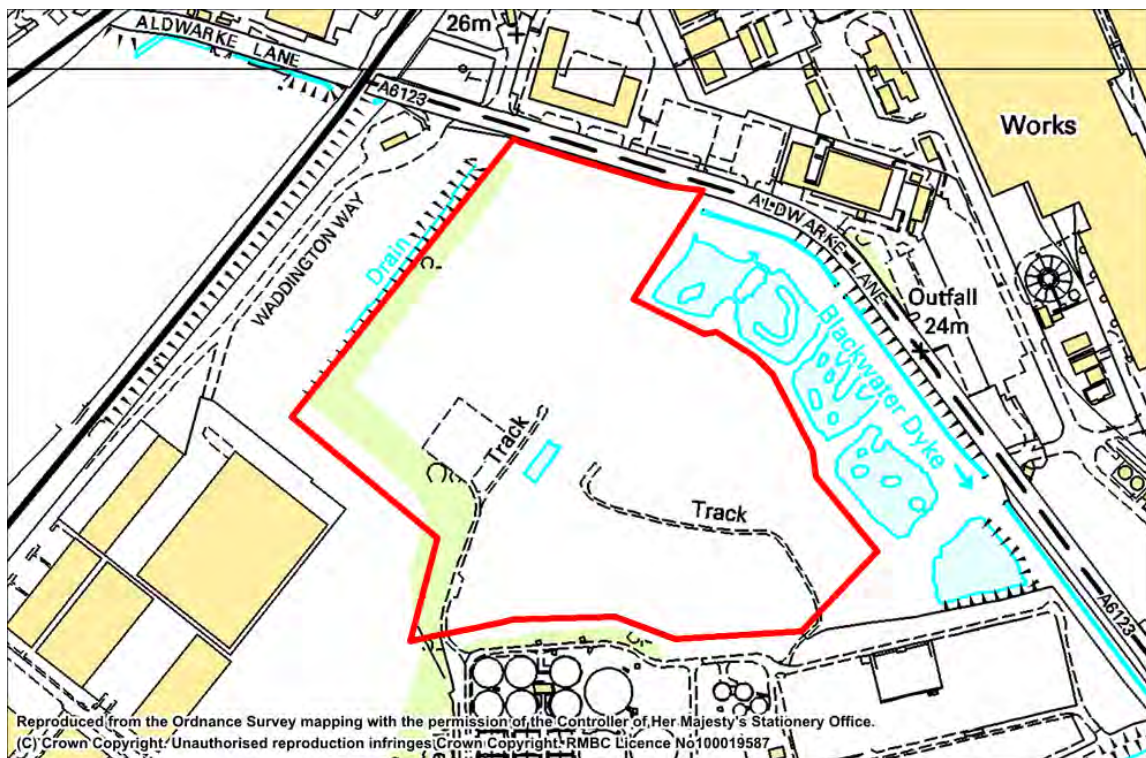 ALDWARKE LANE
26m
A6123
Works
WADDINGTON WAY
Drain
ALDWARKE LANE
Outfall
24m
Blackwater Dyke
Track
Track
A6123
Reproduced from the Ordnance Survey mapping with the permission of the Controller of Her Majesty's Stationery Office.
(C) Crown Copyright. Unauthorised reproduction infringes Crown Copyright. RMBC Licence No100019587